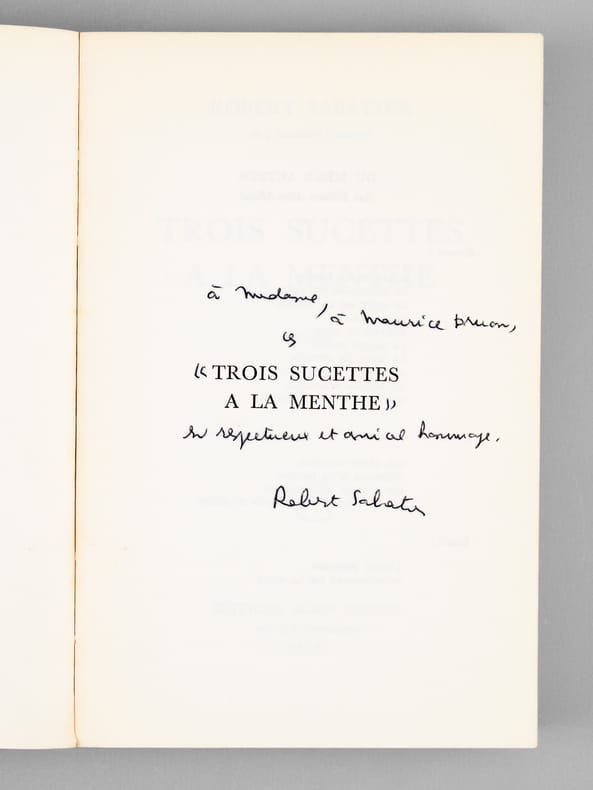 à Madame,
à Maurice Druon,
ces
« TROIS SUCETTES
A LA MENTHE »
en respectueux et amical hommage.
Robert Sabatier